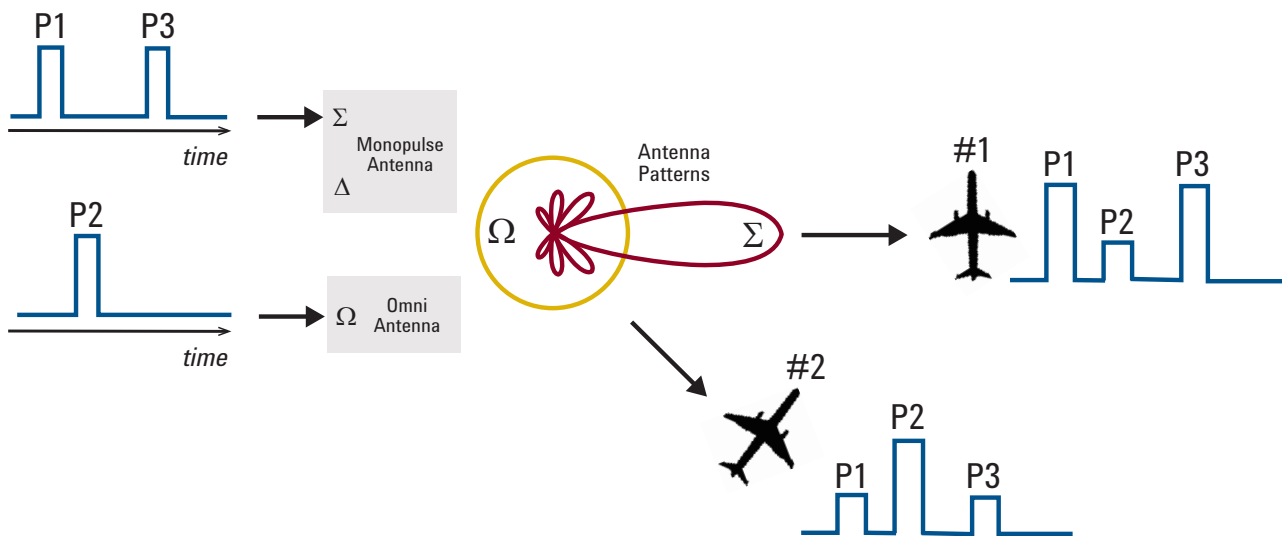 P1 P3
time
Σ
Monopulse
Antenna
Δ
P2
time
Ω
Omni
Antenna
Antenna
Patterns
Ω
Σ
#1
P1
P2
P3
#2
P1
P2
P3